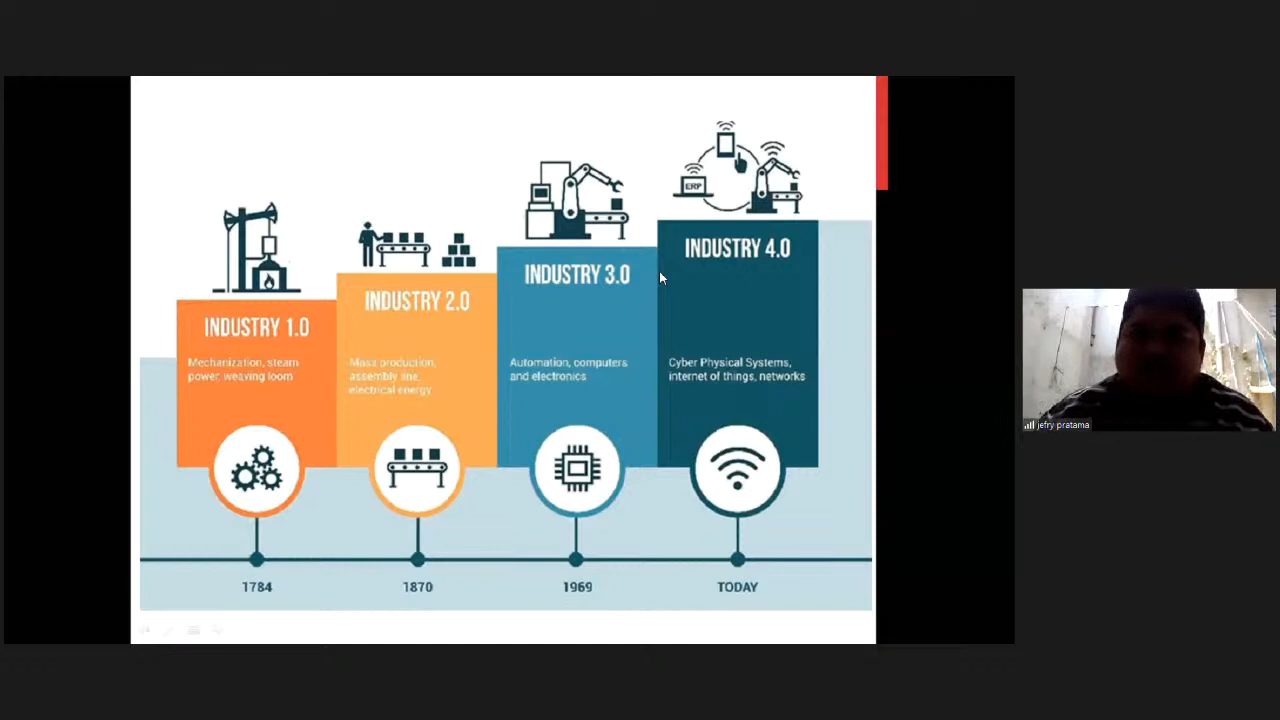 ERP
INDUSTRY 1.0
Mechanization, steam
power, weaving loom
INDUSTRY 2.0
Mass production,
assembly line,
electrical energy
INDUSTRY 3.0
Automation, computers
and electronics
INDUSTRY 4.0
Cyber Physical Systems,
internet of things, networks
1784
1870
1969
TODAY
jefry pratama